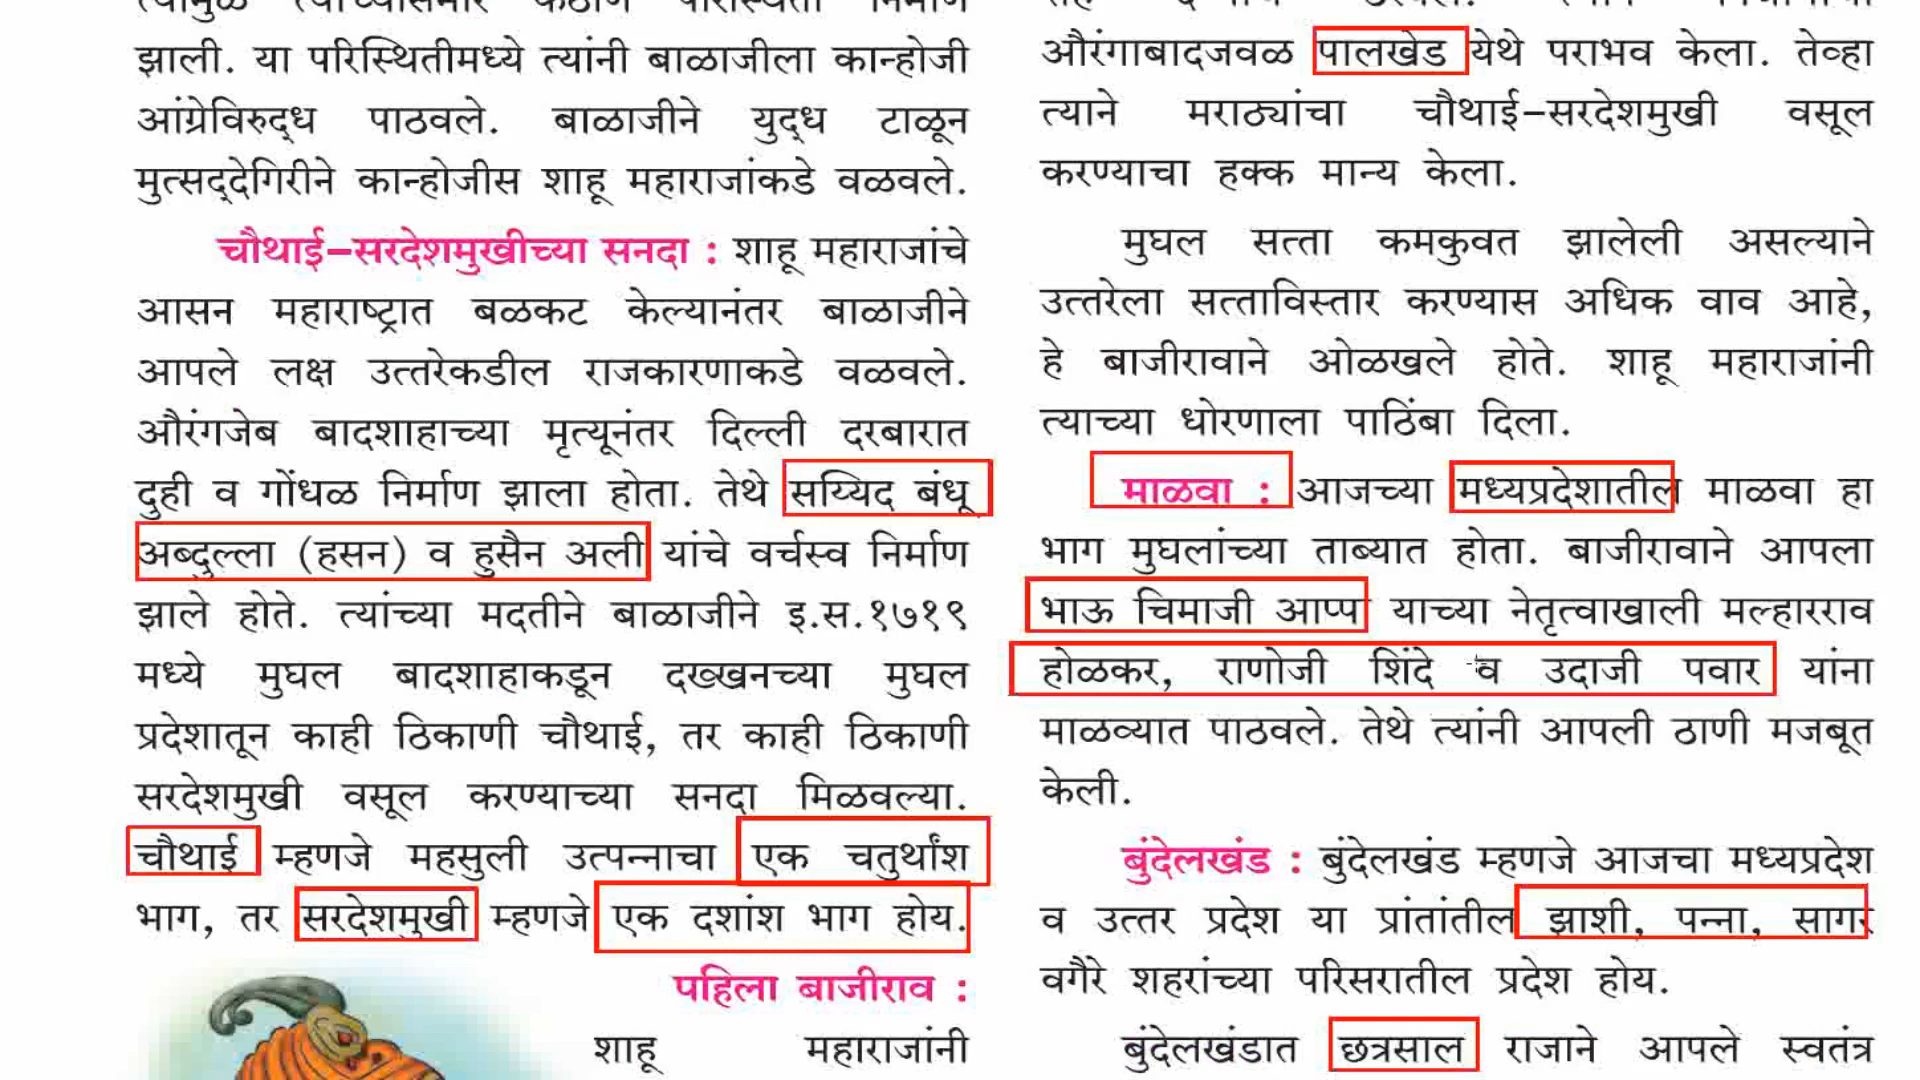 झाली. या परिस्थितीमध्ये त्यांनी बाळाजीला कान्होजी
आंग्रेविरुद्ध पाठवले. बाळाजीने युद्ध टाळून
मुत्सद्देगिरीने कान्होजीस शाहू महाराजांकडे वळवले.
चौथाई-सरदेशमुखीच्या सनदा : शाहू महाराजांचे
आसन महाराष्ट्रात बळकट केल्यानंतर बाळाजीने
आपले लक्ष उत्तरेकडील राजकारणाकडे वळवले.
औरंगजेब बादशाहाच्या मृत्यूनंतर दिल्ली दरबारात
दुही व गोंधळ निर्माण झाला होता. तेथे सय्यिद बंधू
अब्दुल्ला (हसन) व हुसैन अली यांचे वर्चस्व निर्माण
झाले होते. त्यांच्या मदतीने बाळाजीने इ.स.१७१९
मध्ये मुघल बादशाहाकडून दख्खनच्या मुघल
प्रदेशातून काही ठिकाणी चौथाई, तर काही ठिकाणी
सरदेशमुखी वसूल करण्याच्या सनदा मिळवल्या.
चौथाई म्हणजे महसुली उत्पन्नाचा एक चतुर्थांश
भाग, तर सरदेशमुखी म्हणजे एक दशांश भाग होय.
पहिला बाजीराव :
शाहू महाराजांनी
औरंगाबादजवळ पालखेड येथे पराभव केला. तेव्हा
त्याने मराठ्यांचा चौथाई-सरदेशमुखी वसूल
करण्याचा हक्क मान्य केला.
मुघल सत्ता कमकुवत झालेली असल्याने
उत्तरेला सत्ताविस्तार करण्यास अधिक वाव आहे,
हे बाजीरावाने ओळखले होते. शाहू महाराजांनी
त्याच्या धोरणाला पाठिंबा दिला.
माळवा : आजच्या मध्यप्रदेशातील माळवा हा
भाग मुघलांच्या ताब्यात होता. बाजीरावाने आपला
भाऊ चिमाजी आप्पा याच्या नेतृत्वाखाली मल्हारराव
होळकर, राणोजी शिंदे व उदाजी पवार यांना
माळव्यात पाठवले. तेथे त्यांनी आपली ठाणी मजबूत
केली.
बुंदेलखंड : बुंदेलखंड म्हणजे आजचा मध्यप्रदेश
व उत्तर प्रदेश या प्रांतांतील झाशी, पन्ना, सागर
वगैरे शहरांच्या परिसरातील प्रदेश होय.
बुंदेलखंडात छत्रसाल राजाने आपले स्वतंत्र